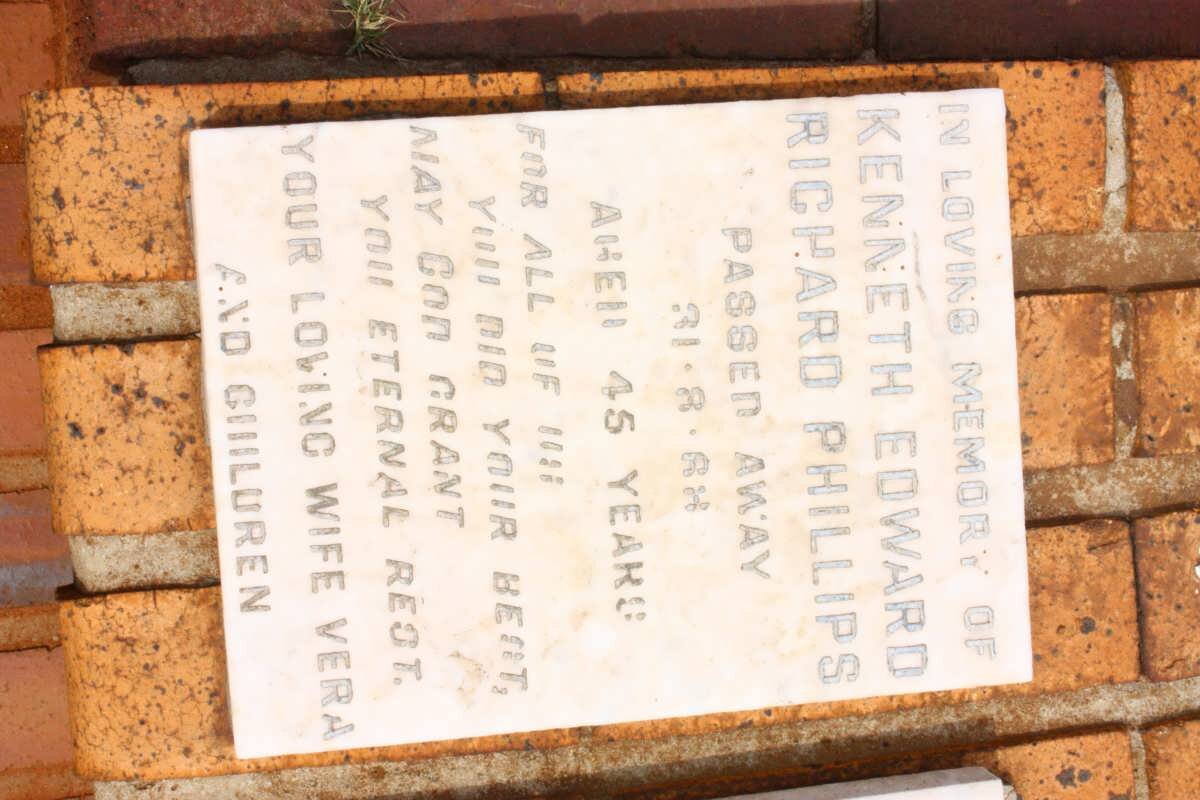 IN LOVING MEMORY OF
KENNETH EDWARD
RICHARD PHILLIPS
PASSED AWAY
AGED 45 YEARS
FOR ALL OF US
YOU DID YOUR BEST,
MAY GOD GRANT
YOU ETERNAL REST.
YOUR LOVING WIFE VERA
AND CHILDREN